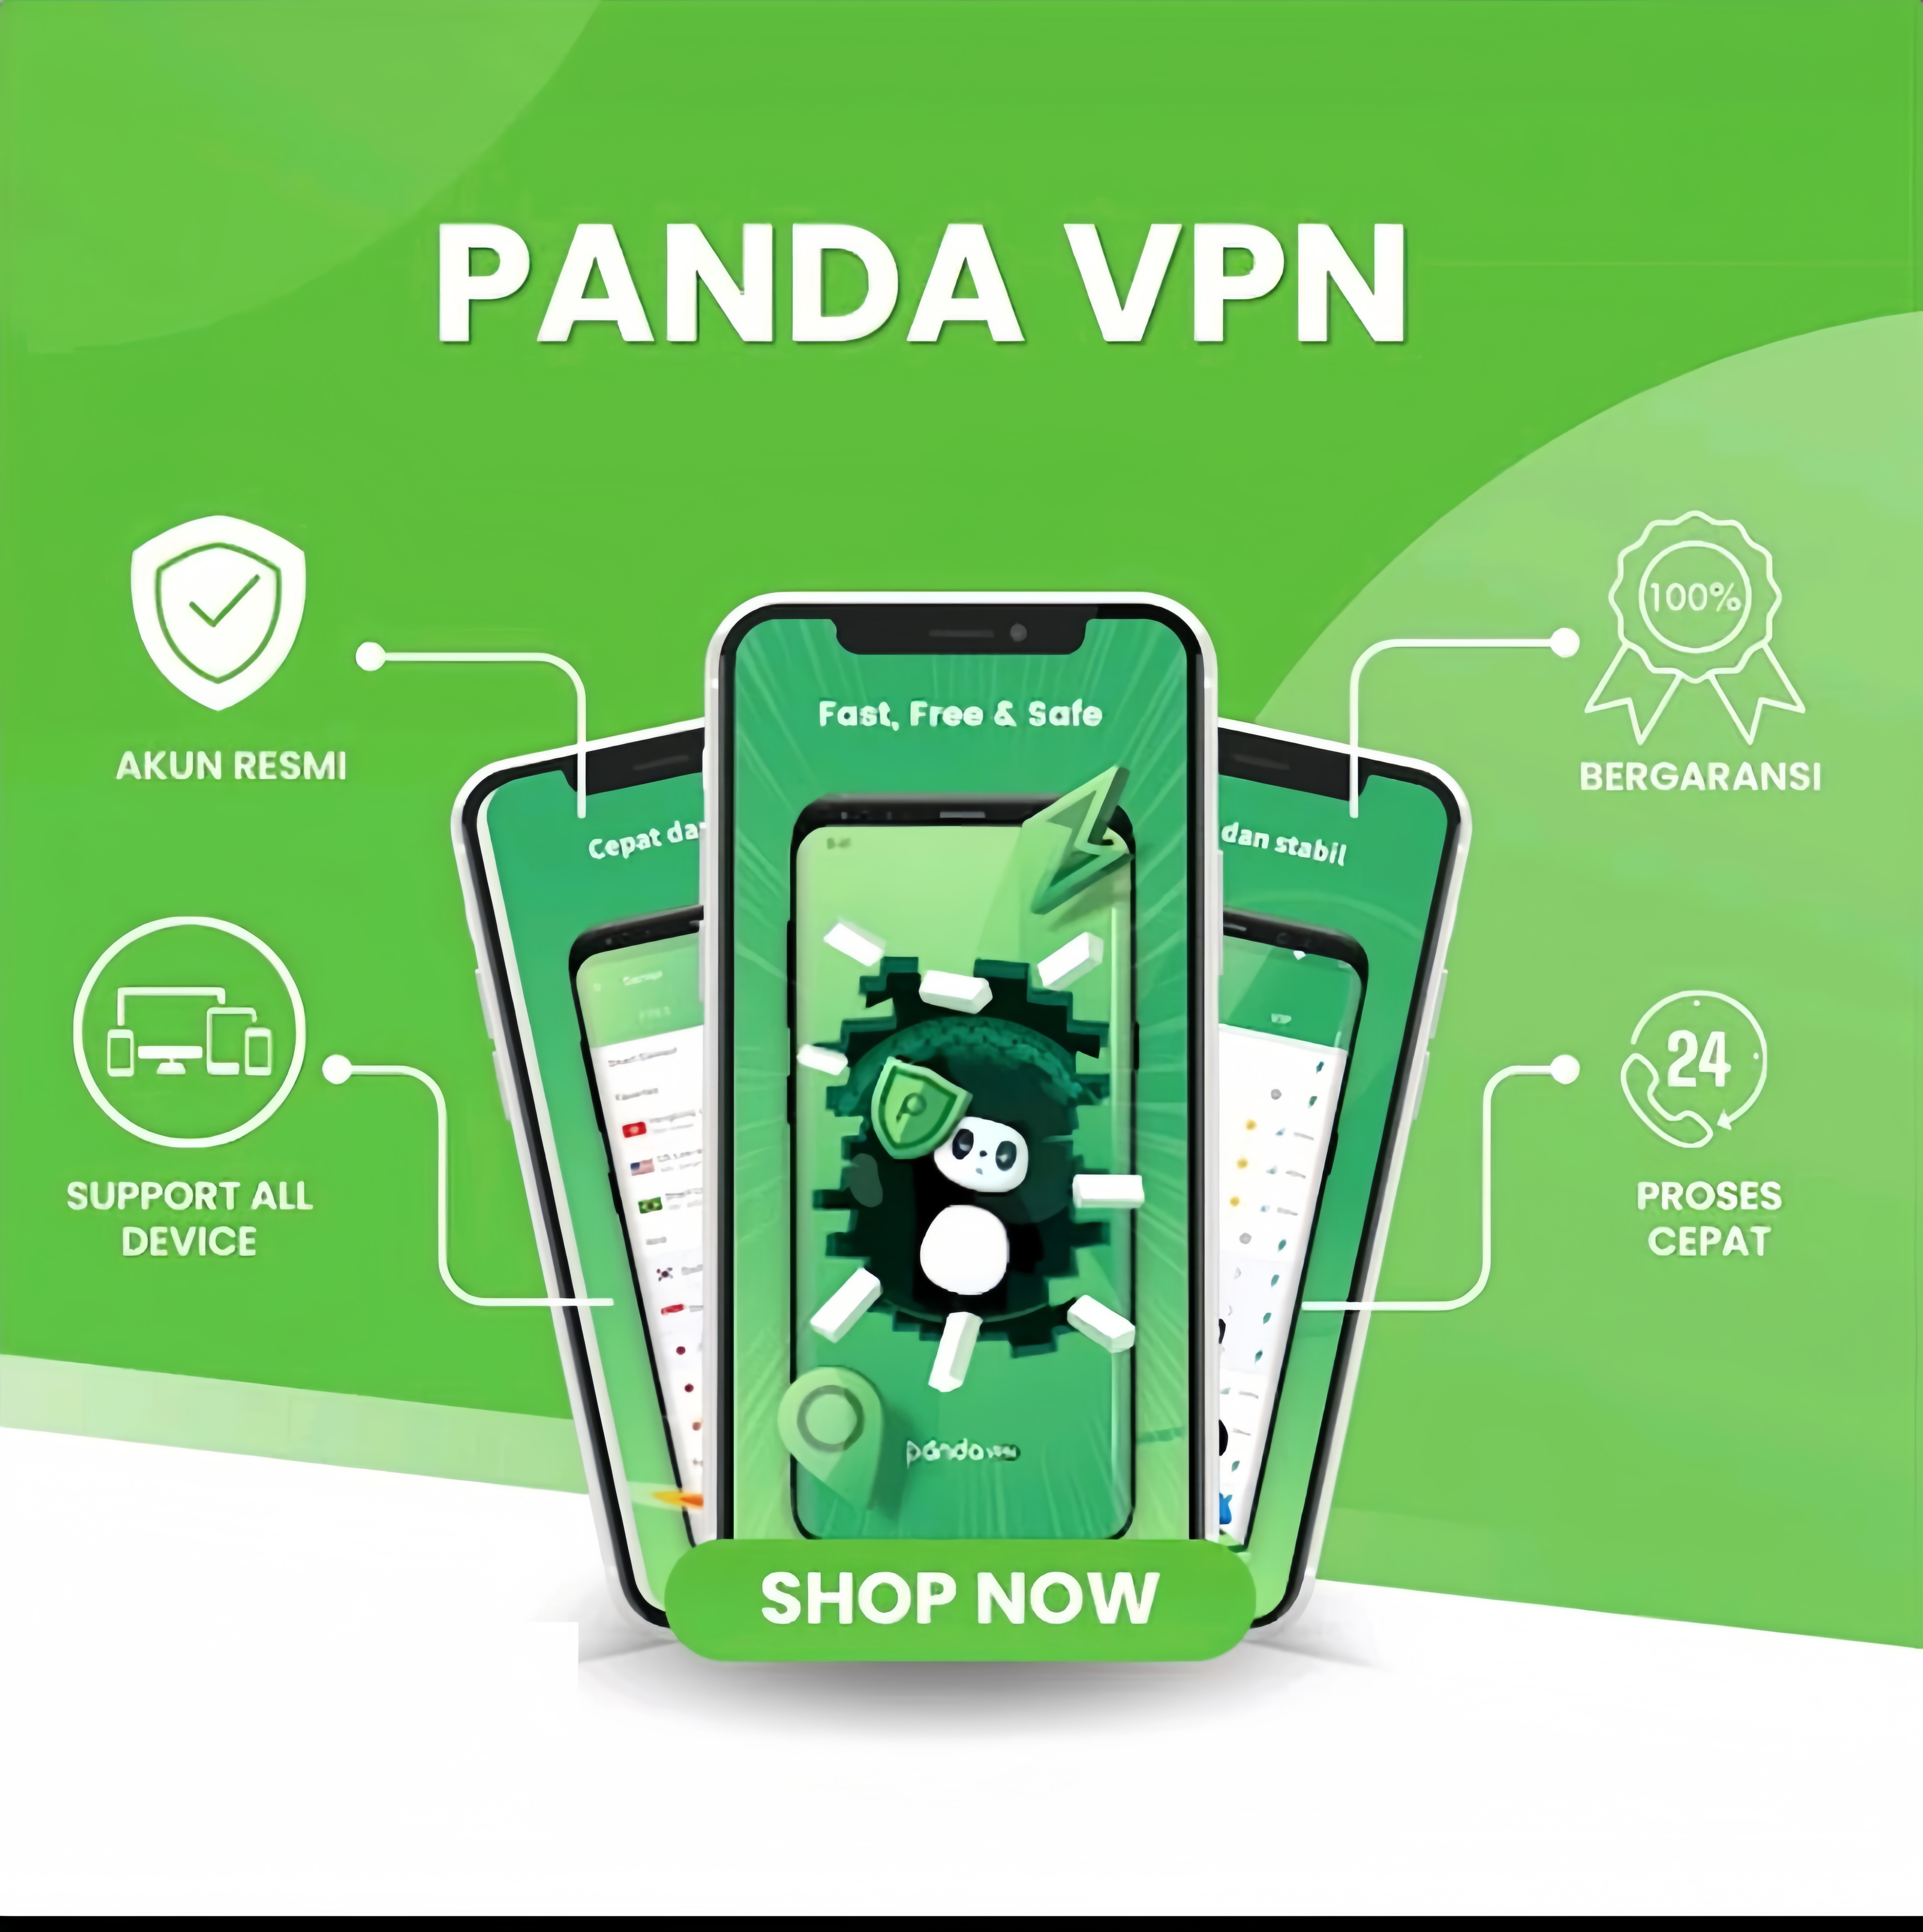 PANDA VPN
100%
AKUN RESMI
BERGARANSI
Fast, Free & Safe
Cepat
dan stabil
24
SUPPORT ALL
DEVICE
PROSES
CEPAT
panda
SHOP NOW